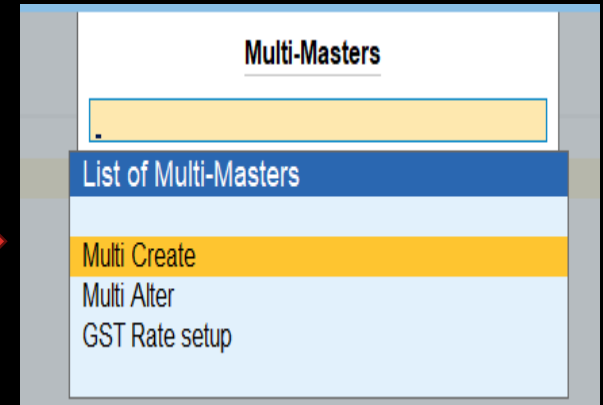 Multi-Masters
List of Multi-Masters
Multi Create
Multi Alter
GST Rate setup